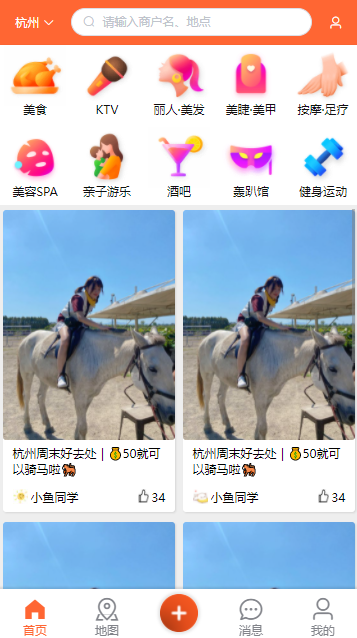 杭州
请输入商户名、地点
美食
KTV
丽人·美发
美睫·美甲
按摩·足疗
美容SPA
亲子游乐
酒吧
轰趴馆
健身运动
杭州周末好去处 | 💰50就可
以骑马啦🐎
小鱼同学
34
杭州周末好去处 | 💰50就可
以骑马啦🐎
小鱼同学
34
首页
地图
消息
我的